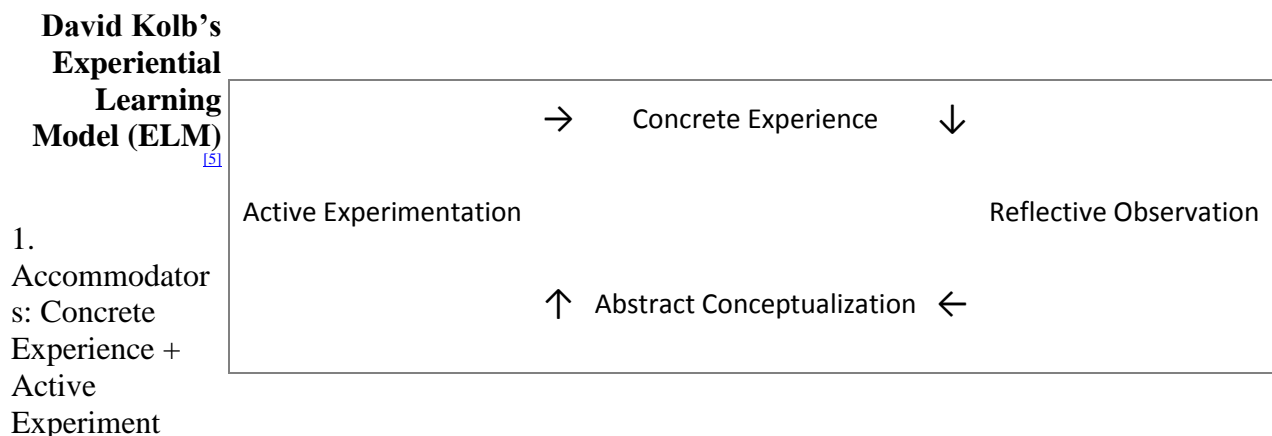 David Kolb’s
Experiential
Learning
Model (ELM)
[5]
1.
Accommodator
s: Concrete
Experience +
Active
Experiment
→ Concrete Experience ↓
Active Experimentation Reflective Observation
↑ Abstract Conceptualization ←